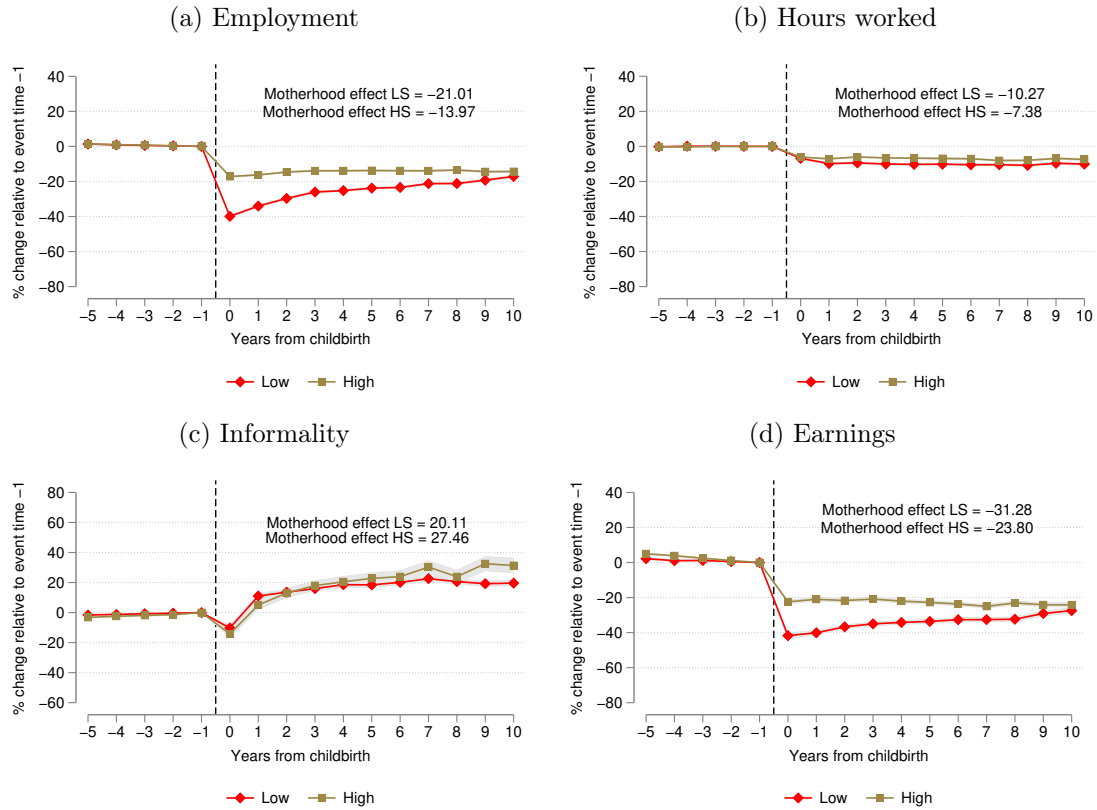 (a) Employment
% change relative to event time −1
40
20
0
−20
−40
−60
−80
Motherhood effect LS = −21.01
Motherhood effect HS = −13.97
−5 −4 −3 −2 −1 0 1 2 3 4 5 6 7 8 9 10
Years from childbirth
Low High
(b) Hours worked
% change relative to event time −1
40
20
0
−20
−40
−60
−80
Motherhood effect LS = −10.27
Motherhood effect HS = −7.38
−5 −4 −3 −2 −1 0 1 2 3 4 5 6 7 8 9 10
Years from childbirth
Low High
(c) Informality
% change relative to event time −1
80
60
40
20
0
−20
−40
−60
Motherhood effect LS = 20.11
Motherhood effect HS = 27.46
−5 −4 −3 −2 −1 0 1 2 3 4 5 6 7 8 9 10
Years from childbirth
Low High
(d) Earnings
% change relative to event time −1
40
20
0
−20
−40
−60
−80
Motherhood effect LS = −31.28
Motherhood effect HS = −23.80
−5 −4 −3 −2 −1 0 1 2 3 4 5 6 7 8 9 10
Years from childbirth
Low High